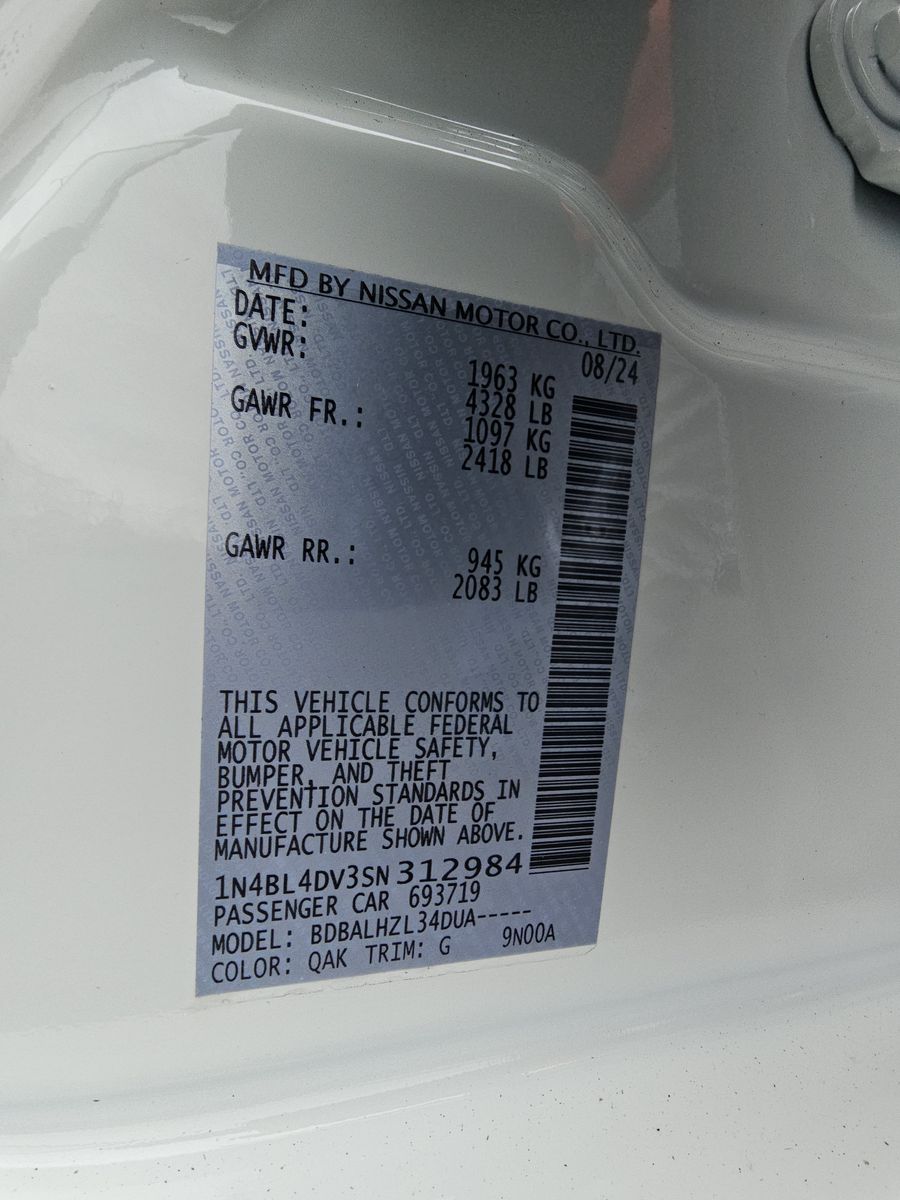 MFD BY NISSAN MOTOR CO., LTD.
DATE: 08/24
GVWR: 1963 KG
4328 LB
GAWR FR.: 1097 KG
2418 LB
GAWR RR.: 945 KG
2083 LB
THIS VEHICLE CONFORMS TO
ALL APPLICABLE FEDERAL
MOTOR VEHICLE SAFETY,
BUMPER, AND THEFT
PREVENTION STANDARDS IN
EFFECT ON THE DATE OF
MANUFACTURE SHOWN ABOVE.
1N4BL4DV3SN312984
PASSENGER CAR 693719
MODEL: BDBALHZL34DUA-----
COLOR: QAK TRIM: G 9N00A